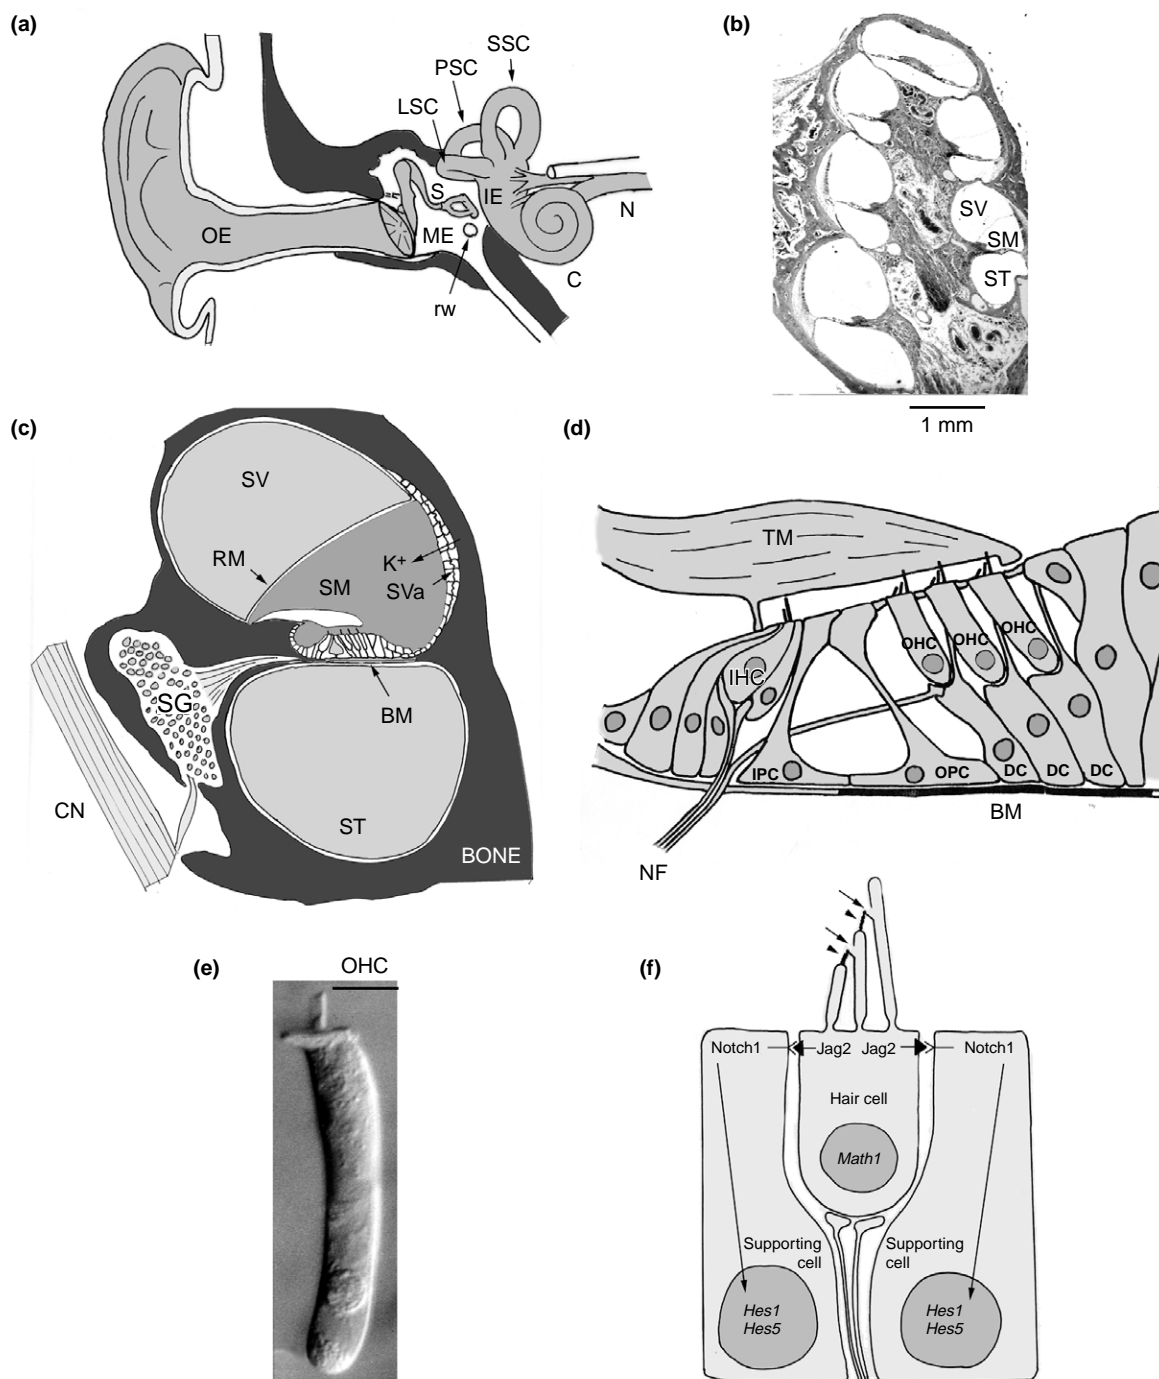 (a)
SSC
PSC
LSC
S
IE
N
OE
ME
rw
C
(b)
SV
SM
ST
1 mm
(c)
SV
RM
K+
SVa
SM
SG
BM
CN
ST
BONE
(d)
TM
OHC
OHC
OHC
IHC
IPC
OPC
DC
DC
DC
BM
NF
(e)
OHC
(f)
Notch1
Jag2
Jag2
Notch1
Hair cell
Math1
Supporting
cell
Supporting
cell
Hes1
Hes5
Hes1
Hes5